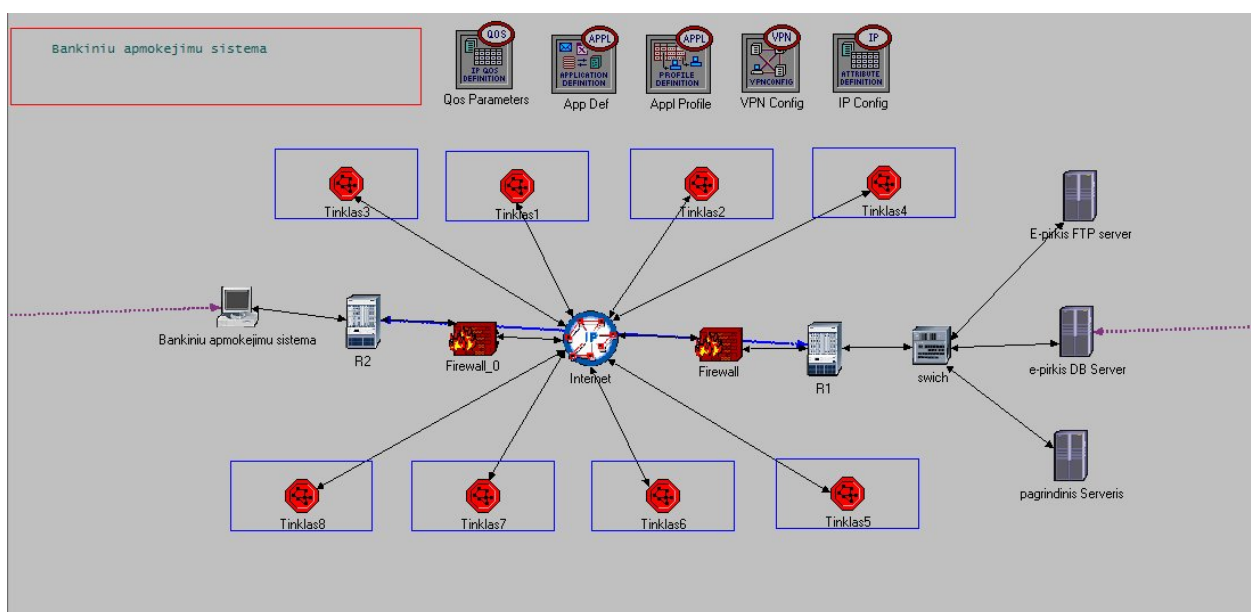 Bankiniu apmokejimu sistema
QOS
IP QOS
DEFINITION
Qos Parameters
APPL
APPLICATION
DEFINITION
App Def
APPL
PROFILE
DEFINITION
Appl Profile
VPN
VPNCONFIG
VPN Config
IP
ATTRIBUTE
DEFINITION
IP Config
Tinklas3
Tinklas1
Tinklas2
Tinklas4
E-pirkis FTP server
Bankiniu apmokejimu sistema
R2
Firewall_0
IP
Internet
Firewall
R1
swich
e-pirkis DB Server
pagrindinis Serveris
Tinklas8
Tinklas7
Tinklas6
Tinklas5